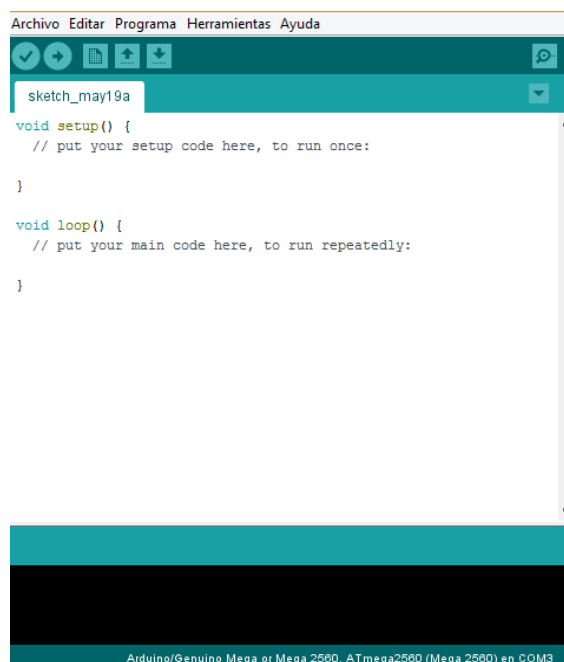 Archivo Editar Programa Herramientas Ayuda
sketch_may19a
void setup() {
  // put your setup code here, to run once:
}
void loop() {
  // put your main code here, to run repeatedly:
}
Arduino/Genuino Mega or Mega 2560, ATmega2560 (Mega 2560) en COM3